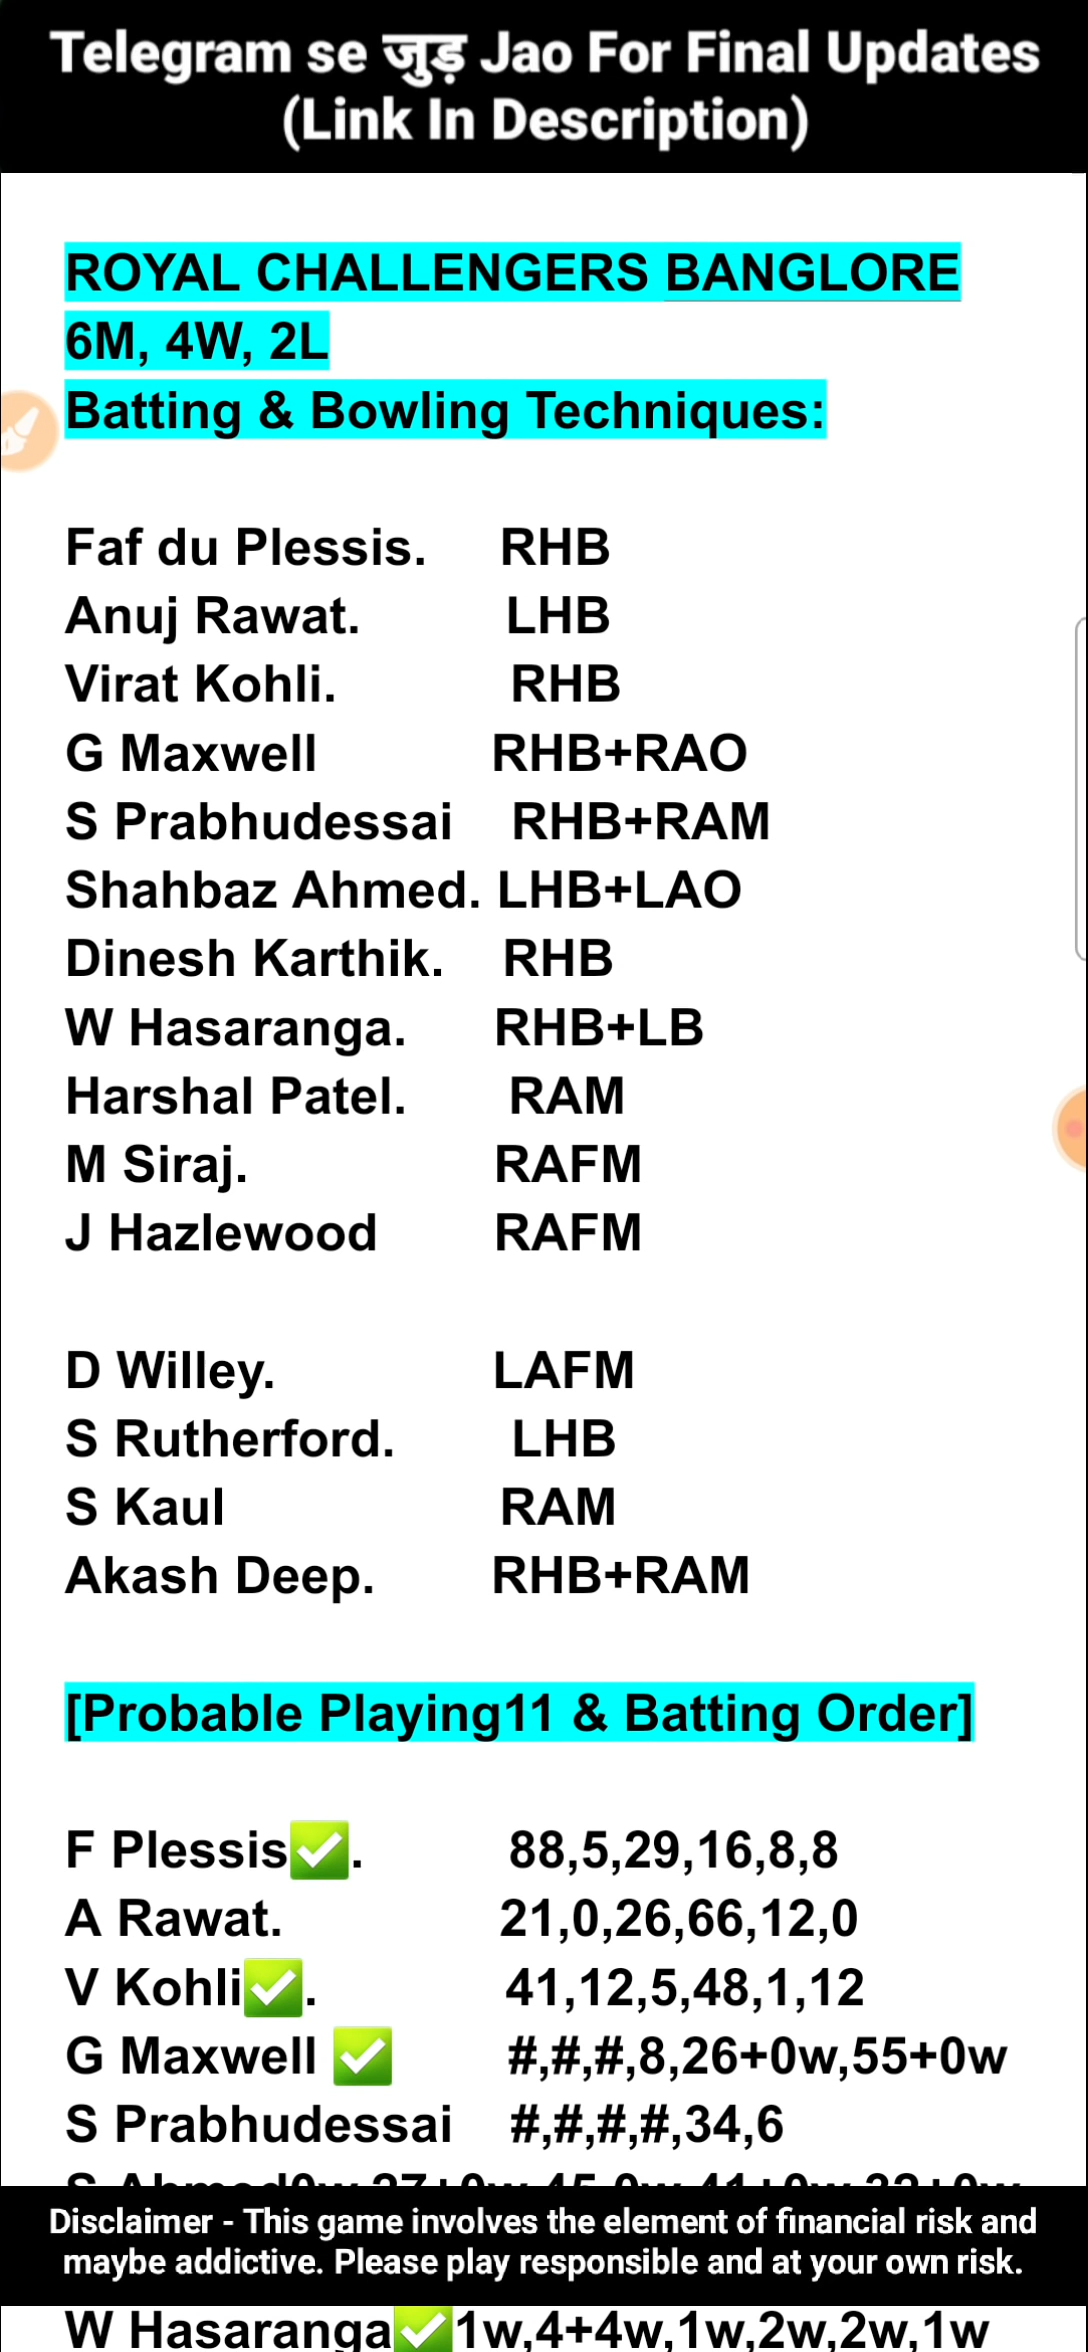 Telegram se जुड़ Jao For Final Updates
(Link In Description)
ROYAL CHALLENGERS BANGLORE
6M, 4W, 2L
Batting & Bowling Techniques:
Faf du Plessis. RHB
Anuj Rawat. LHB
Virat Kohli. RHB
G Maxwell RHB+RAO
S Prabhudessai RHB+RAM
Shahbaz Ahmed. LHB+LAO
Dinesh Karthik. RHB
W Hasaranga. RHB+LB
Harshal Patel. RAM
M Siraj. RAFM
J Hazlewood RAFM
D Willey. LAFM
S Rutherford. LHB
S Kaul RAM
Akash Deep. RHB+RAM
[Probable Playing11 & Batting Order]
F Plessis✅. 88,5,29,16,8,8
A Rawat. 21,0,26,66,12,0
V Kohli✅. 41,12,5,48,1,12
G Maxwell ✅ #,#,#,8,26+0w,55+0w
S Prabhudessai #,#,#,#,34,6
Disclaimer - This game involves the element of financial risk and
maybe addictive. Please play responsible and at your own risk.
W Hasaranga✅1w,4+4w,1w,2w,2w,1w